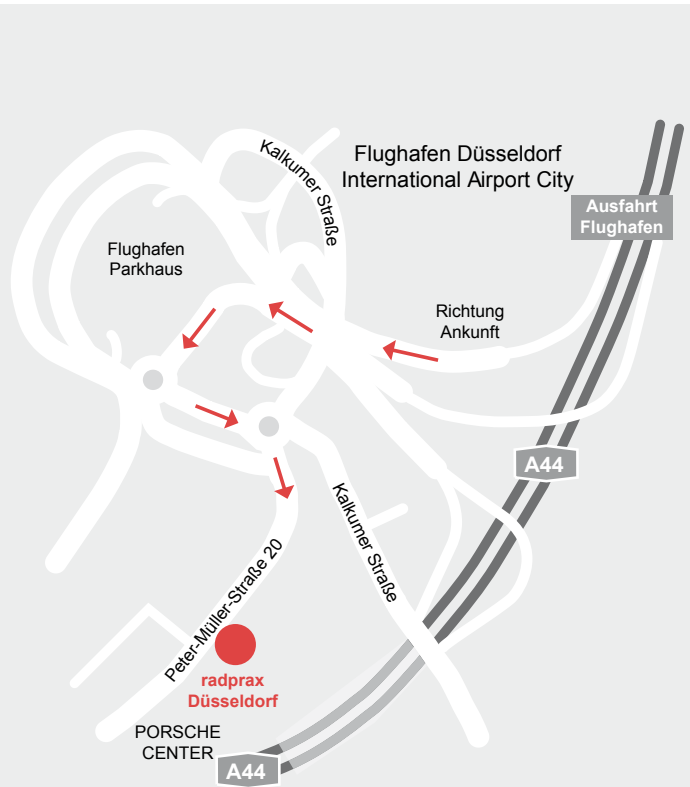 Kalkumer Straße
Flughafen Düsseldorf
International Airport City
Ausfahrt
Flughafen
Flughafen
Parkhaus
Richtung
Ankunft
A44
Kalkumer Straße
Peter-Müller-Straße 20
radprax
Düsseldorf
PORSCHE
CENTER
A44